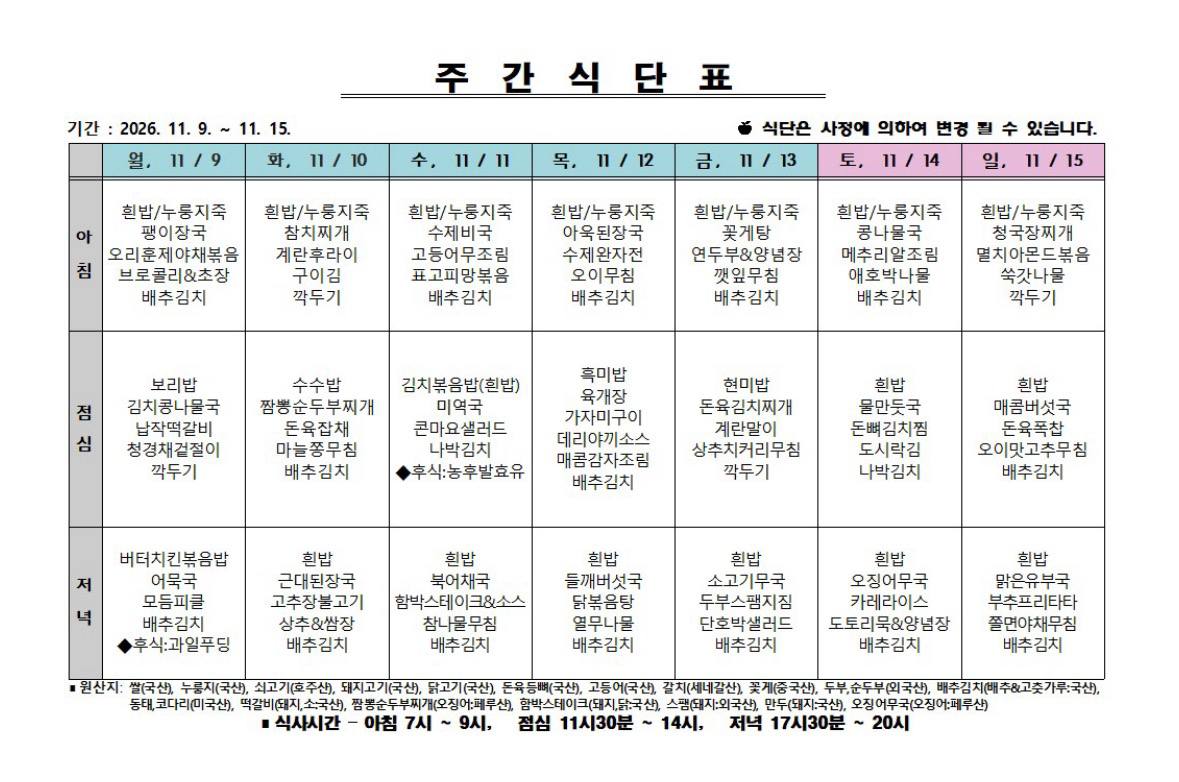 주 간 식 단 표
기간 : 2026. 11. 9. ~ 11. 15.
식단은 사정에 의하여 변경 될 수 있습니다.
월, 11 / 9
화, 11 / 10
수, 11 / 11
목, 11 / 12
금, 11 / 13
토, 11 / 14
일, 11 / 15
아침
흰밥/누룽지죽
팽이장국
오리훈제야채볶음
브로콜리&초장
배추김치
흰밥/누룽지죽
참치찌개
계란후라이
구이김
깍두기
흰밥/누룽지죽
수제비국
고등어무조림
표고피망볶음
배추김치
흰밥/누룽지죽
아욱된장국
수제완자전
오이무침
배추김치
흰밥/누룽지죽
꽃게탕
연두부&양념장
깻잎무침
배추김치
흰밥/누룽지죽
콩나물국
메추리알조림
애호박나물
배추김치
흰밥/누룽지죽
청국장찌개
멸치아몬드볶음
쑥갓나물
깍두기
점심
보리밥
김치콩나물국
납작떡갈비
청경채겉절이
깍두기
수수밥
짬뽕순두부찌개
돈육잡채
마늘쫑무침
배추김치
김치볶음밥(흰밥)
미역국
콘마요샐러드
나박김치
◆후식:농후발효유
흑미밥
육개장
가자미구이
데리야끼소스
매콤감자조림
배추김치
현미밥
돈육김치찌개
계란말이
상추치커리무침
깍두기
흰밥
물만둣국
돈뼈김치찜
도시락김
나박김치
흰밥
매콤버섯국
돈육폭찹
오이맛고추무침
배추김치
저녁
버터치킨볶음밥
어묵국
모듬피클
배추김치
◆후식:과일푸딩
흰밥
근대된장국
고추장불고기
상추&쌈장
배추김치
흰밥
북어채국
함박스테이크&소스
참나물무침
배추김치
흰밥
들깨버섯국
닭볶음탕
열무나물
배추김치
흰밥
소고기무국
두부스팸지짐
단호박샐러드
배추김치
흰밥
오징어무국
카레라이스
도토리묵&양념장
배추김치
흰밥
맑은유부국
부추프리타타
쫄면야채무침
배추김치
∎원산지: 쌀(국산), 누룽지(국산), 쇠고기(호주산), 돼지고기(국산), 닭고기(국산), 돈육등뼈(국산), 고등어(국산), 갈치(세네갈산), 꽃게(중국산), 두부,순두부(외국산), 배추김치(배추&고춧가루:국산),
동태,코다리(미국산), 떡갈비(돼지,소:국산), 짬뽕순두부찌개(오징어:페루산), 함박스테이크(돼지,닭:국산), 스팸(돼지:외국산), 만두(돼지:국산), 오징어무국(오징어:페루산)
∎식사시간 - 아침 7시 ~ 9시, 점심 11시30분 ~ 14시, 저녁 17시30분 ~ 20시